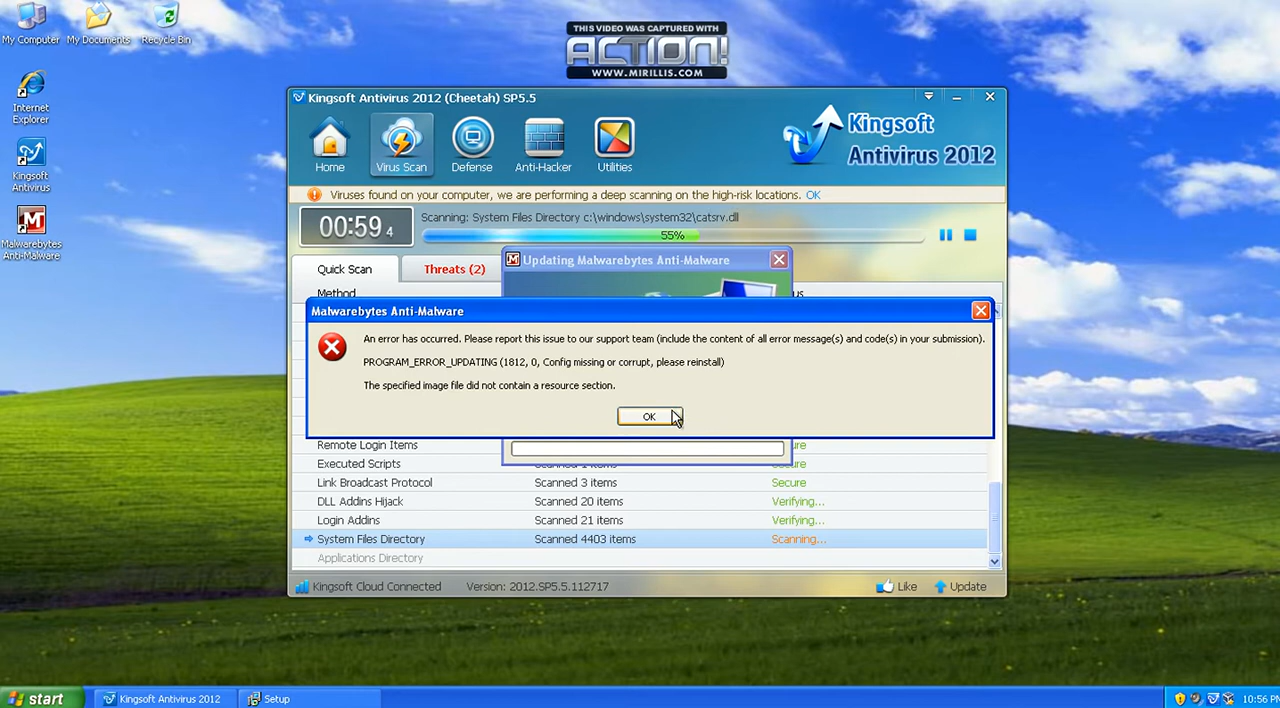 My Computer
My Documents
Recycle Bin
THIS VIDEO WAS CAPTURED WITH
ACTION!
WWW.MIRILLIS.COM
Internet
Explorer
Kingsoft
Antivirus
Malwarebytes
Anti-Malware
Kingsoft Antivirus 2012 (Cheetah) SP5.5
Home
Virus Scan
Defense
Anti-Hacker
Utilities
Kingsoft
Antivirus 2012
Viruses found on your computer, we are performing a deep scanning on the high-risk locations. OK
00:59 4
Scanning: System Files Directory c:\windows\system32\catsrv.dll
55%
Quick Scan
Threats (2)
Updating Malwarebytes Anti-Malware
Method
Malwarebytes Anti-Malware
An error has occurred. Please report this issue to our support team (include the content of all error message(s) and code(s) in your submission).
PROGRAM_ERROR_UPDATING (1812, 0, Config missing or corrupt, please reinstall)
The specified image file did not contain a resource section.
OK
Remote Login Items
Executed Scripts Scanned 1 items Secure
Link Broadcast Protocol Scanned 3 items Secure
DLL Addins Hijack Scanned 20 items Verifying...
Login Addins Scanned 21 items Verifying...
System Files Directory Scanned 4403 items Scanning...
Applications Directory
Kingsoft Cloud Connected Version: 2012.SP5.5.112717 Like Update
start
Kingsoft Antivirus 2012
Setup
10:56 PM